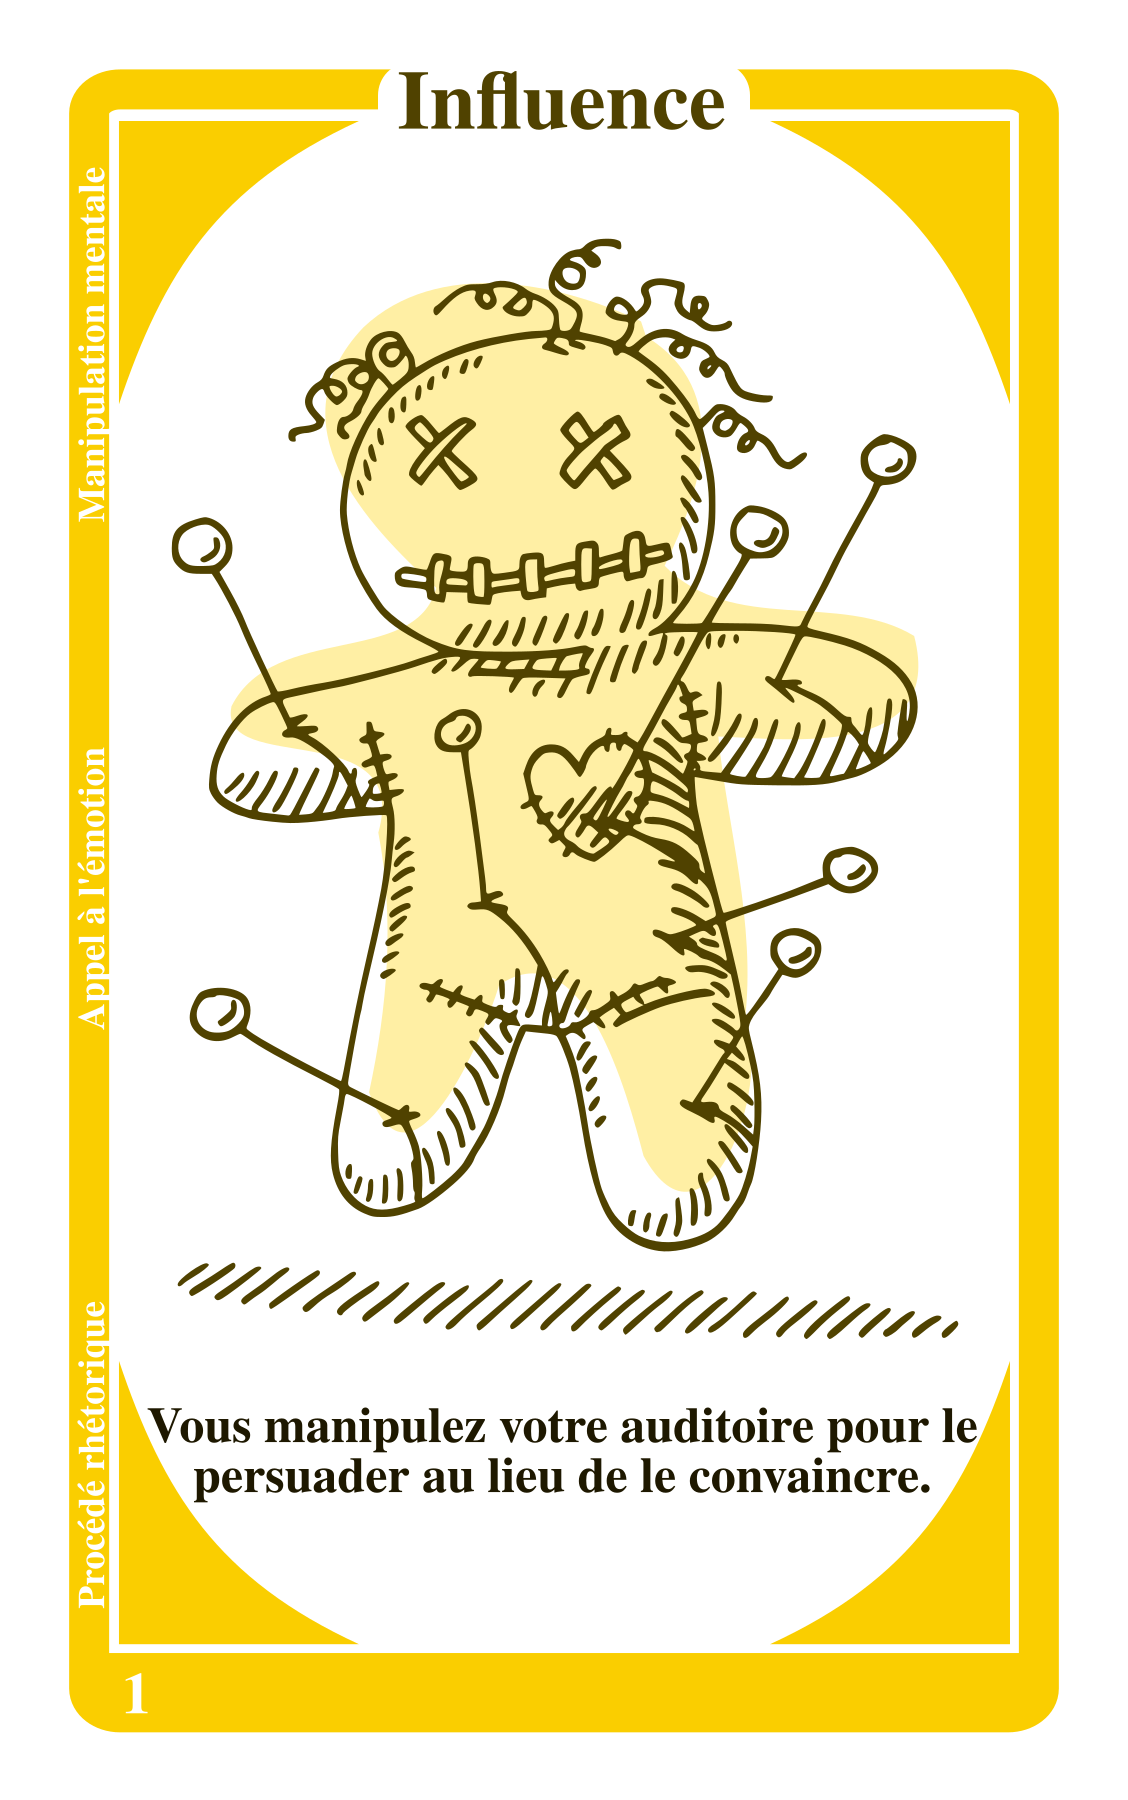 Influence
Manipulation mentale
Appel à l'émotion
Procédé rhétorique
Vous manipulez votre auditoire pour le
persuader au lieu de le convaincre.
1